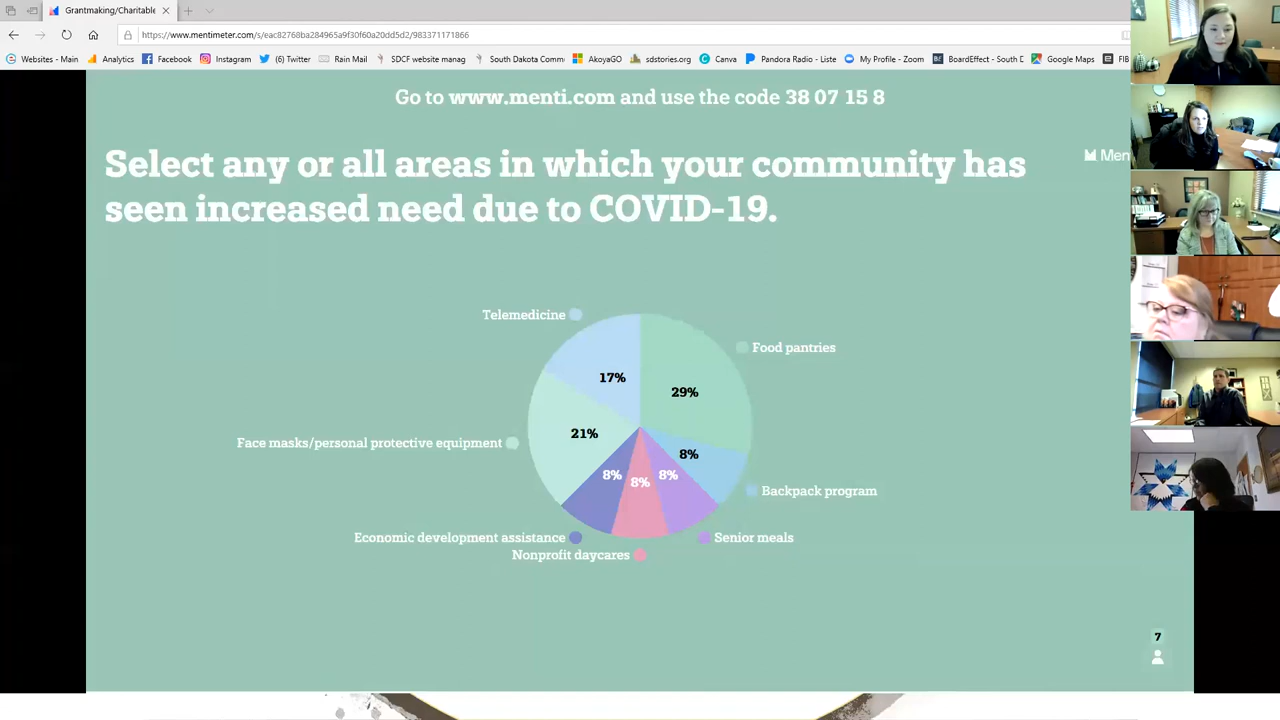 Grantmaking/Charitable
https://www.mentimeter.com/s/eac82768ba284965a9f30f60a20dd5d2/983371171866
Websites - Main
Analytics
Facebook
Instagram
(6) Twitter
Rain Mail
SDCF website manag
South Dakota Comm
AkoyaGO
sdstories.org
Canva
Pandora Radio - Liste
My Profile - Zoom
BoardEffect - South D
Google Maps
FIB
Go to www.menti.com and use the code 38 07 15 8
Select any or all areas in which your community has
seen increased need due to COVID-19.
Men
Telemedicine
Food pantries
17%
29%
21%
Face masks/personal protective equipment
8%
8%
8%
8%
Backpack program
Economic development assistance
Senior meals
Nonprofit daycares
7